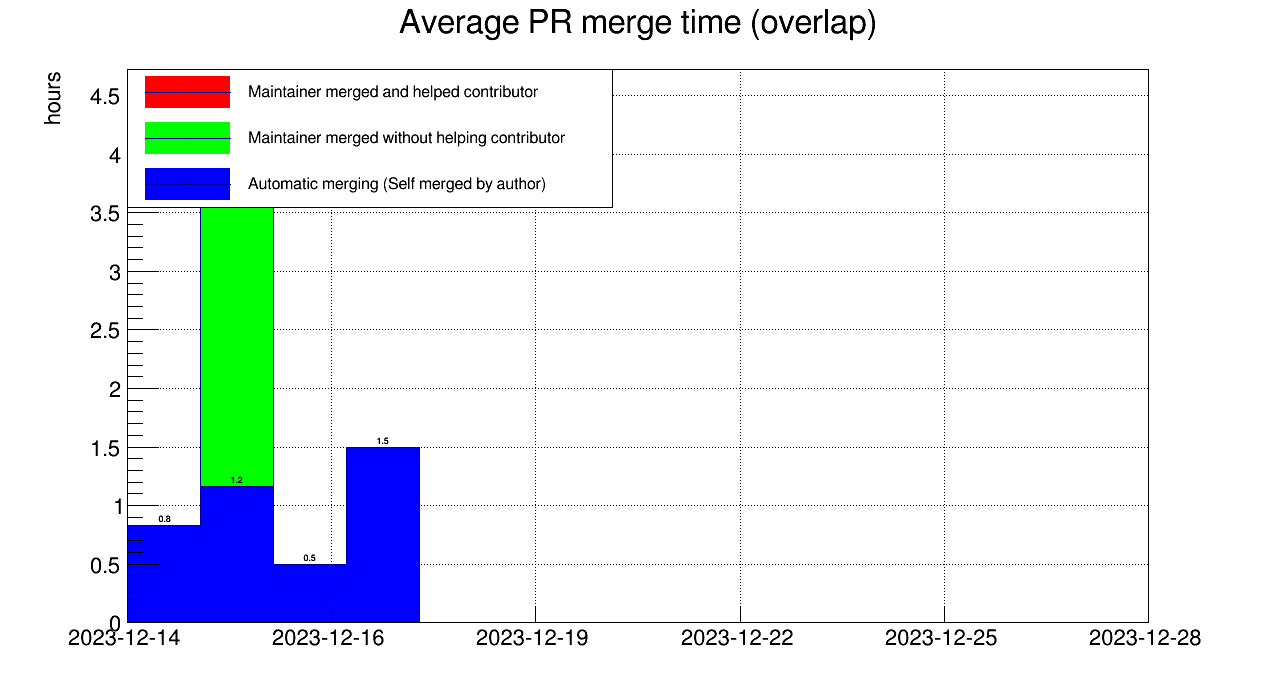 Average PR merge time (overlap)
hours
Maintainer merged and helped contributor
Maintainer merged without helping contributor
Automatic merging (Self merged by author)
4.5
4
3.5
3
2.5
2
1.5
1
0.5
0
0.8
1.2
0.5
1.5
2023-12-14 2023-12-16 2023-12-19 2023-12-22 2023-12-25 2023-12-28